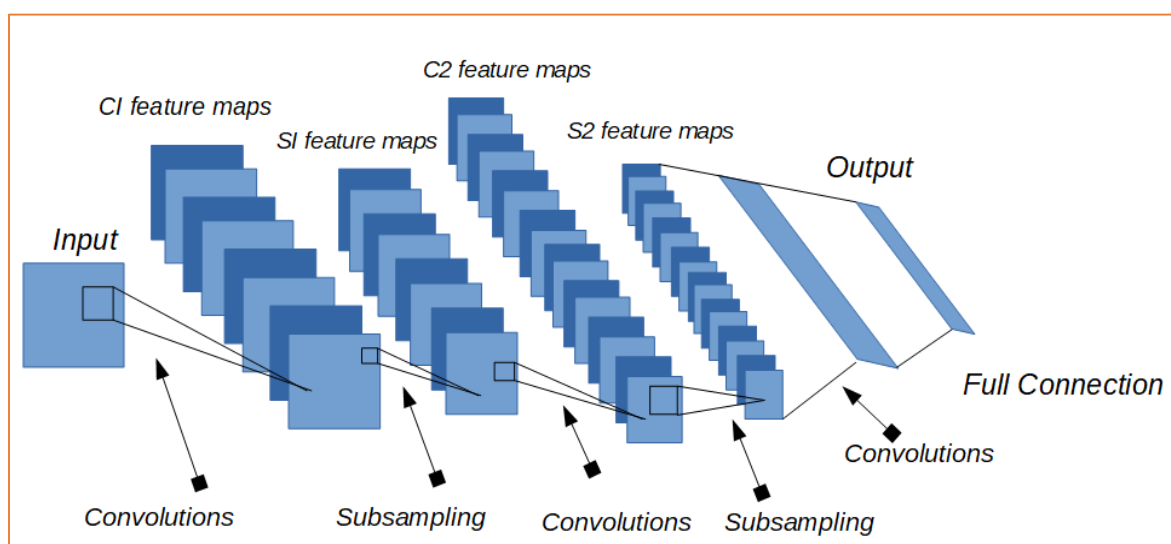 C2 feature maps
CI feature maps
SI feature maps
S2 feature maps
Output
Input
Full Connection
Convolutions
Convolutions
Subsampling
Convolutions
Subsampling